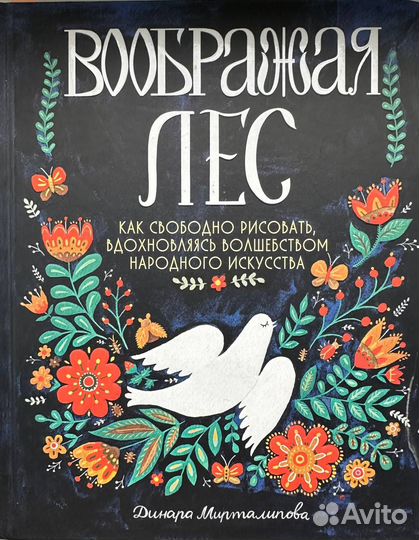 ВООБРАЖАЯ
ЛЕС
КАК СВОБОДНО РИСОВАТЬ,
ВДОХНОВЛЯЯСЬ ВОЛШЕБСТВОМ
НАРОДНОГО ИСКУССТВА
Динара Мирталипова
Avito